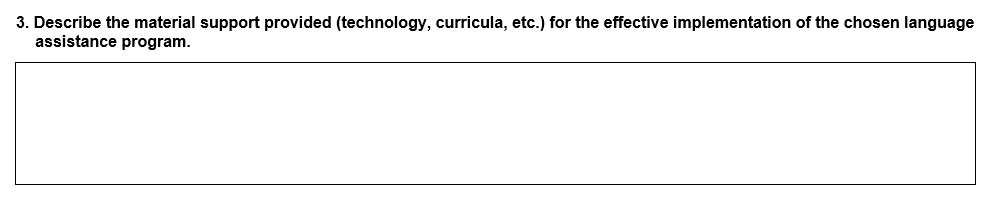 3. Describe the material support provided (technology, curricula, etc.) for the effective implementation of the chosen language
assistance program.